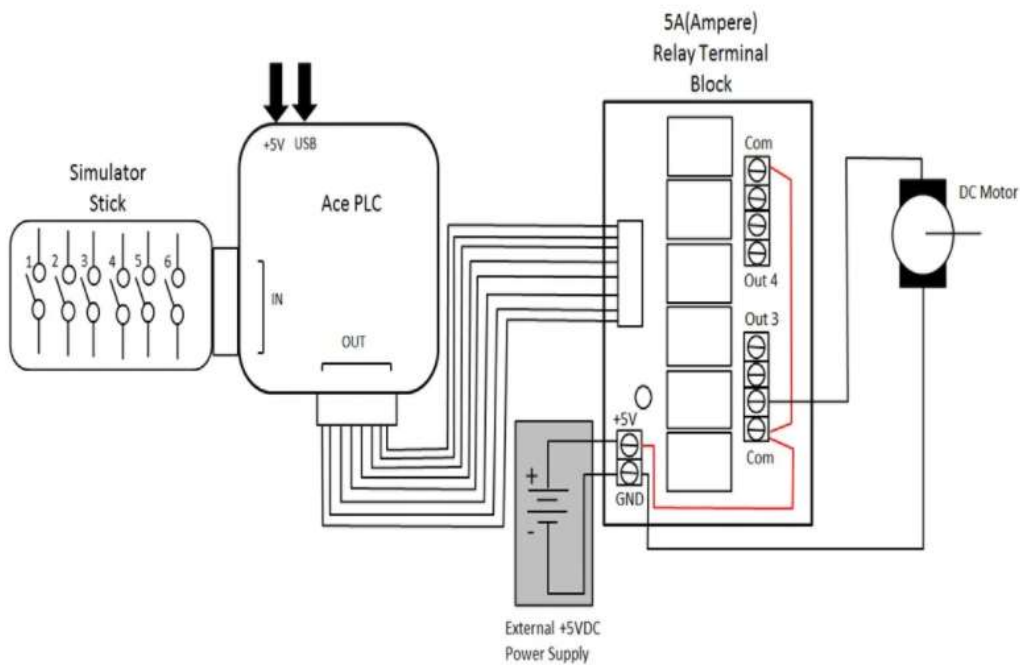 5A(Ampere)
Relay Terminal
Block
+5V USB
Simulator
Stick
Ace PLC
Com
DC Motor
1 2 3 4 5 6
IN
Out 4
Out 3
OUT
+5V
Com
+
GND
-
External +5VDC
Power Supply